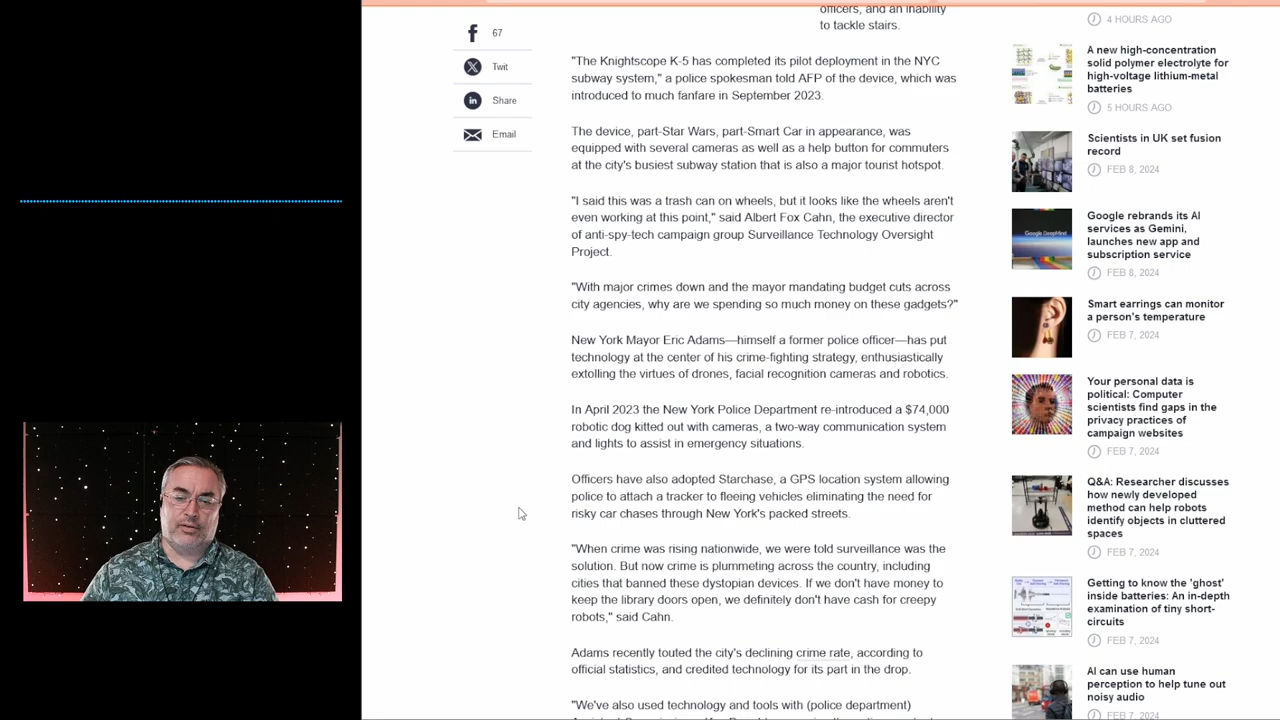 67
Twit
Share
Email
officers, and an inability
to tackle stairs.
"The Knightscope K-5 has completed its pilot deployment in the NYC
subway system," a police spokesman told AFP of the device, which was
induced to much fanfare in September 2023.
The device, part-Star Wars, part-Smart Car in appearance, was
equipped with several cameras as well as a help button for commuters
at the city's busiest subway station that is also a major tourist hotspot.
"I said this was a trash can on wheels, but it looks like the wheels aren't
even working at this point," said Albert Fox Cahn, the executive director
of anti-spy-tech campaign group Surveillance Technology Oversight
Project.
"With major crimes down and the mayor mandating budget cuts across
city agencies, why are we spending so much money on these gadgets?"
New York Mayor Eric Adams—himself a former police officer—has put
technology at the center of his crime-fighting strategy, enthusiastically
extolling the virtues of drones, facial recognition cameras and robotics.
In April 2023 the New York Police Department re-introduced a $74,000
robotic dog kitted out with cameras, a two-way communication system
and lights to assist in emergency situations.
Officers have also adopted Starchase, a GPS location system allowing
police to attach a tracker to fleeing vehicles eliminating the need for
risky car chases through New York's packed streets.
"When crime was rising nationwide, we were told surveillance was the
solution. But now crime is plummeting across the country, including
cities that banned these dystopian devices. If we don't have money to
keep library doors open, we definitely don't have cash for creepy
robots," said Cahn.
Adams recently touted the city's declining crime rate, according to
official statistics, and credited technology for its part in the drop.
"We've also used technology and tools with (police department)
4 HOURS AGO
A new high-concentration
solid polymer electrolyte for
high-voltage lithium-metal
batteries
5 HOURS AGO
Scientists in UK set fusion
record
FEB 8, 2024
Google rebrands its AI
services as Gemini,
launches new app and
subscription service
FEB 8, 2024
Smart earrings can monitor
a person's temperature
FEB 7, 2024
Your personal data is
political: Computer
scientists find gaps in the
privacy practices of
campaign websites
FEB 7, 2024
Q&A: Researcher discusses
how newly developed
method can help robots
identify objects in cluttered
spaces
FEB 7, 2024
Getting to know the 'ghost'
inside batteries: An in-depth
examination of tiny short-
circuits
FEB 7, 2024
AI can use human
perception to help tune out
noisy audio
FEB 7, 2024
Google DeepMind